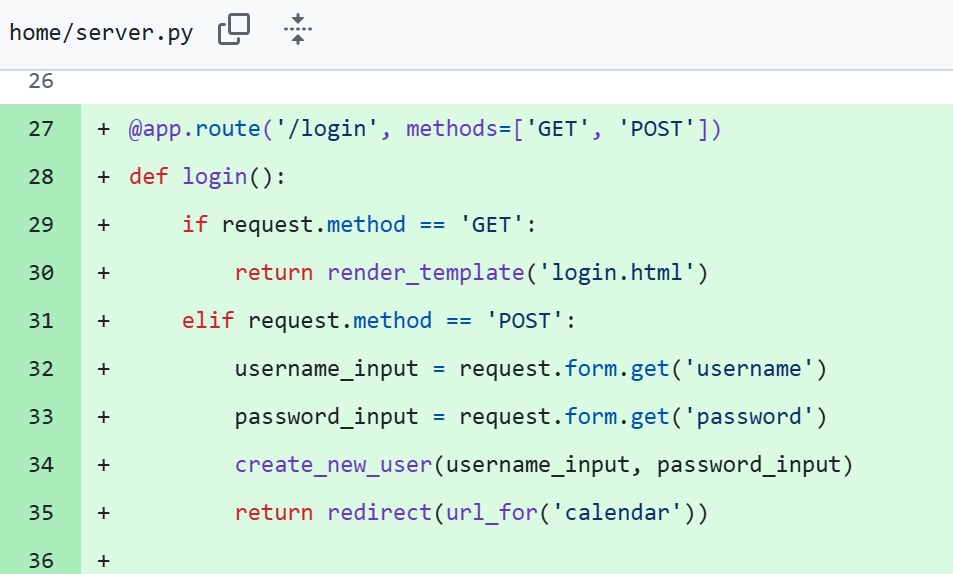 home/server.py
26
27 + @app.route('/login', methods=['GET', 'POST'])
28 + def login():
29 +     if request.method == 'GET':
30 +         return render_template('login.html')
31 +     elif request.method == 'POST':
32 +         username_input = request.form.get('username')
33 +         password_input = request.form.get('password')
34 +         create_new_user(username_input, password_input)
35 +         return redirect(url_for('calendar'))
36 +